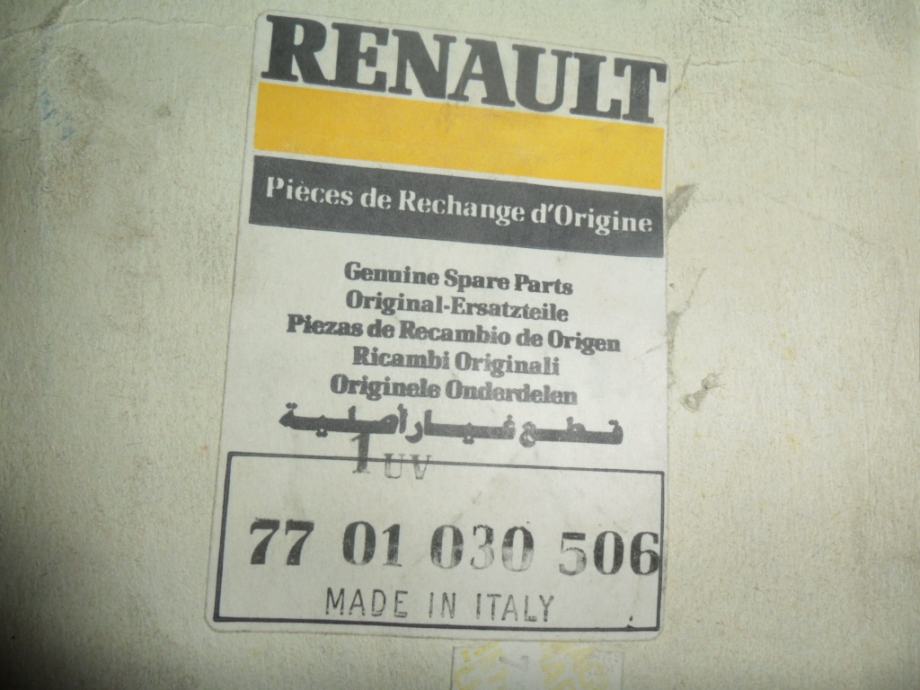 RENAULT
Pièces de Rechange d'Origine
Genuine Spare Parts
Original-Ersatzteile
Piezas de Recambio de Origen
Ricambi Originali
Originele Onderdelen
قطع غيار أصلية
1 UV
77 01 030 506
MADE IN ITALY